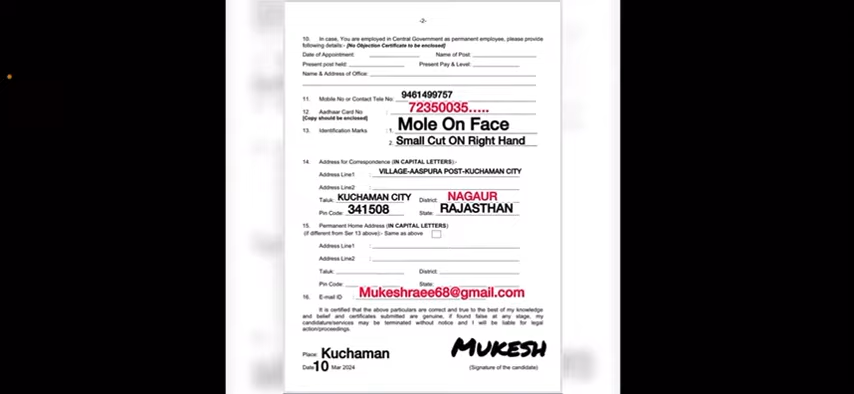 -2-
10. In case, You are employed in Central Government as permanent employee, please provide
following details:- [No Objection Certificate to be enclosed]
Date of Appointment: Name of Post:
Present post held: Present Pay & Level:
Name & Address of Office:
11. Mobile No or Contact Tele No: 9461499757
12 Aadhaar Card No : 72350035.....
[Copy should be enclosed]
13. Identification Marks : 1. Mole On Face
2. Small Cut ON Right Hand
14. Address for Correspondence (IN CAPITAL LETTERS):-
Address Line1 : VILLAGE-AASPURA POST-KUCHAMAN CITY
Address Line2 :
Taluk: KUCHAMAN CITY District: NAGAUR
Pin Code: 341508 State: RAJASTHAN
15. Permanent Home Address (IN CAPITAL LETTERS)
(if different from Ser 13 above):- Same as above
Address Line1 :
Address Line2 :
Taluk: District:
Pin Code: State:
16. E-mail ID : Mukeshraee68@gmail.com
It is certified that the above particulars are correct and true to the best of my knowledge
and belief and certificates submitted are genuine, if found false at any stage, my
candidature/services may be terminated without notice and I will be liable for legal
action/proceedings.
Place: Kuchaman MUKESH
Date 10 Mar 2024 (Signature of the candidate)